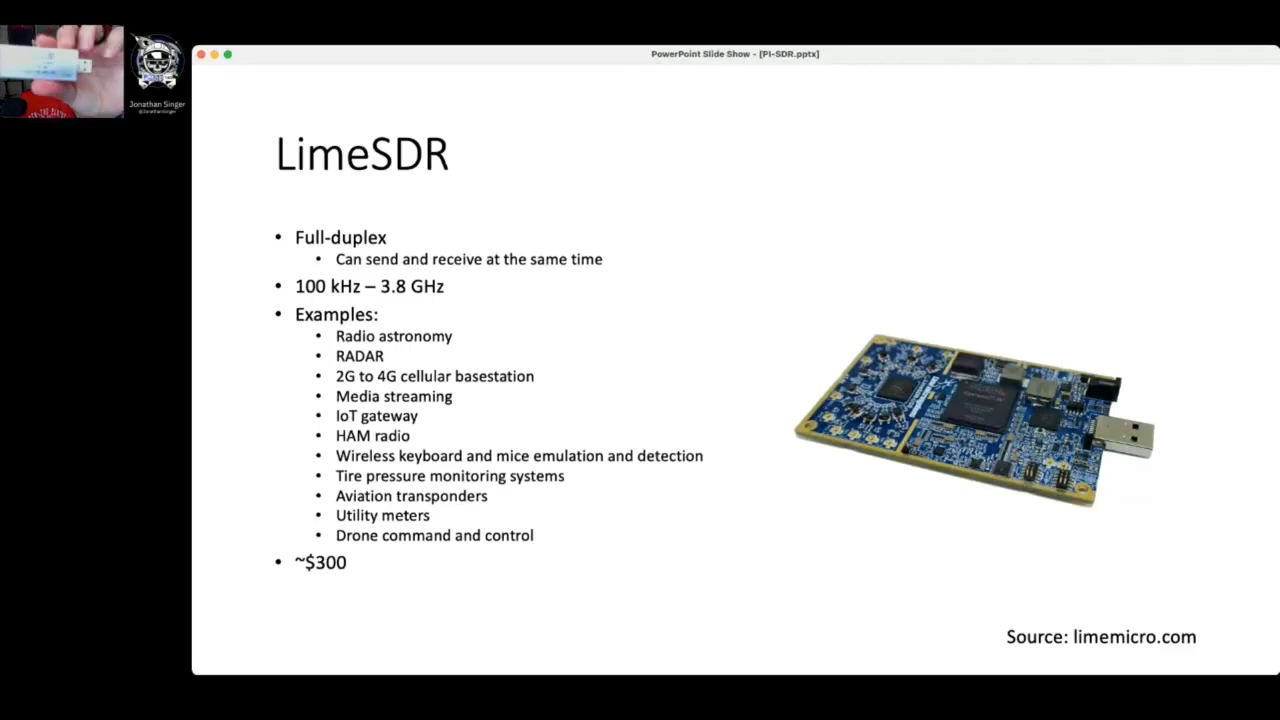 PowerPoint Slide Show - [PI-SDR.pptx]
Jonathan Singer
@JonathanSinger
LimeSDR
• Full-duplex
• Can send and receive at the same time
• 100 kHz – 3.8 GHz
• Examples:
• Radio astronomy
• RADAR
• 2G to 4G cellular basestation
• Media streaming
• IoT gateway
• HAM radio
• Wireless keyboard and mice emulation and detection
• Tire pressure monitoring systems
• Aviation transponders
• Utility meters
• Drone command and control
• ~$300
Source: limemicro.com